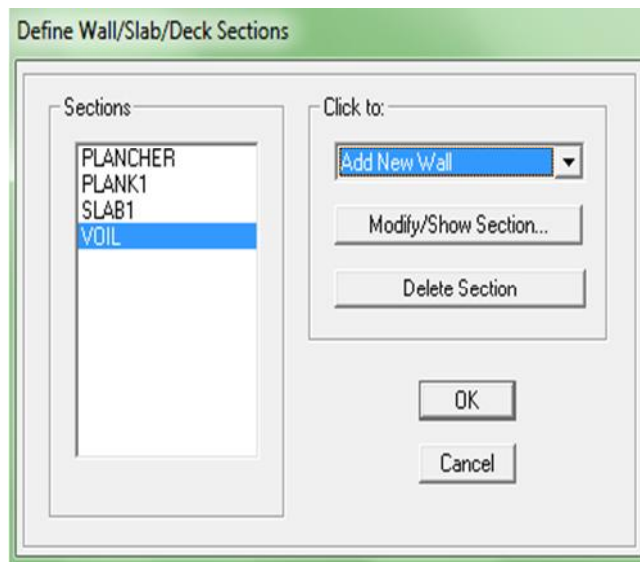 Define Wall/Slab/Deck Sections
Sections
PLANCHER
PLANK1
SLAB1
VOIL
Click to:
Add New Wall
Modify/Show Section...
Delete Section
OK
Cancel